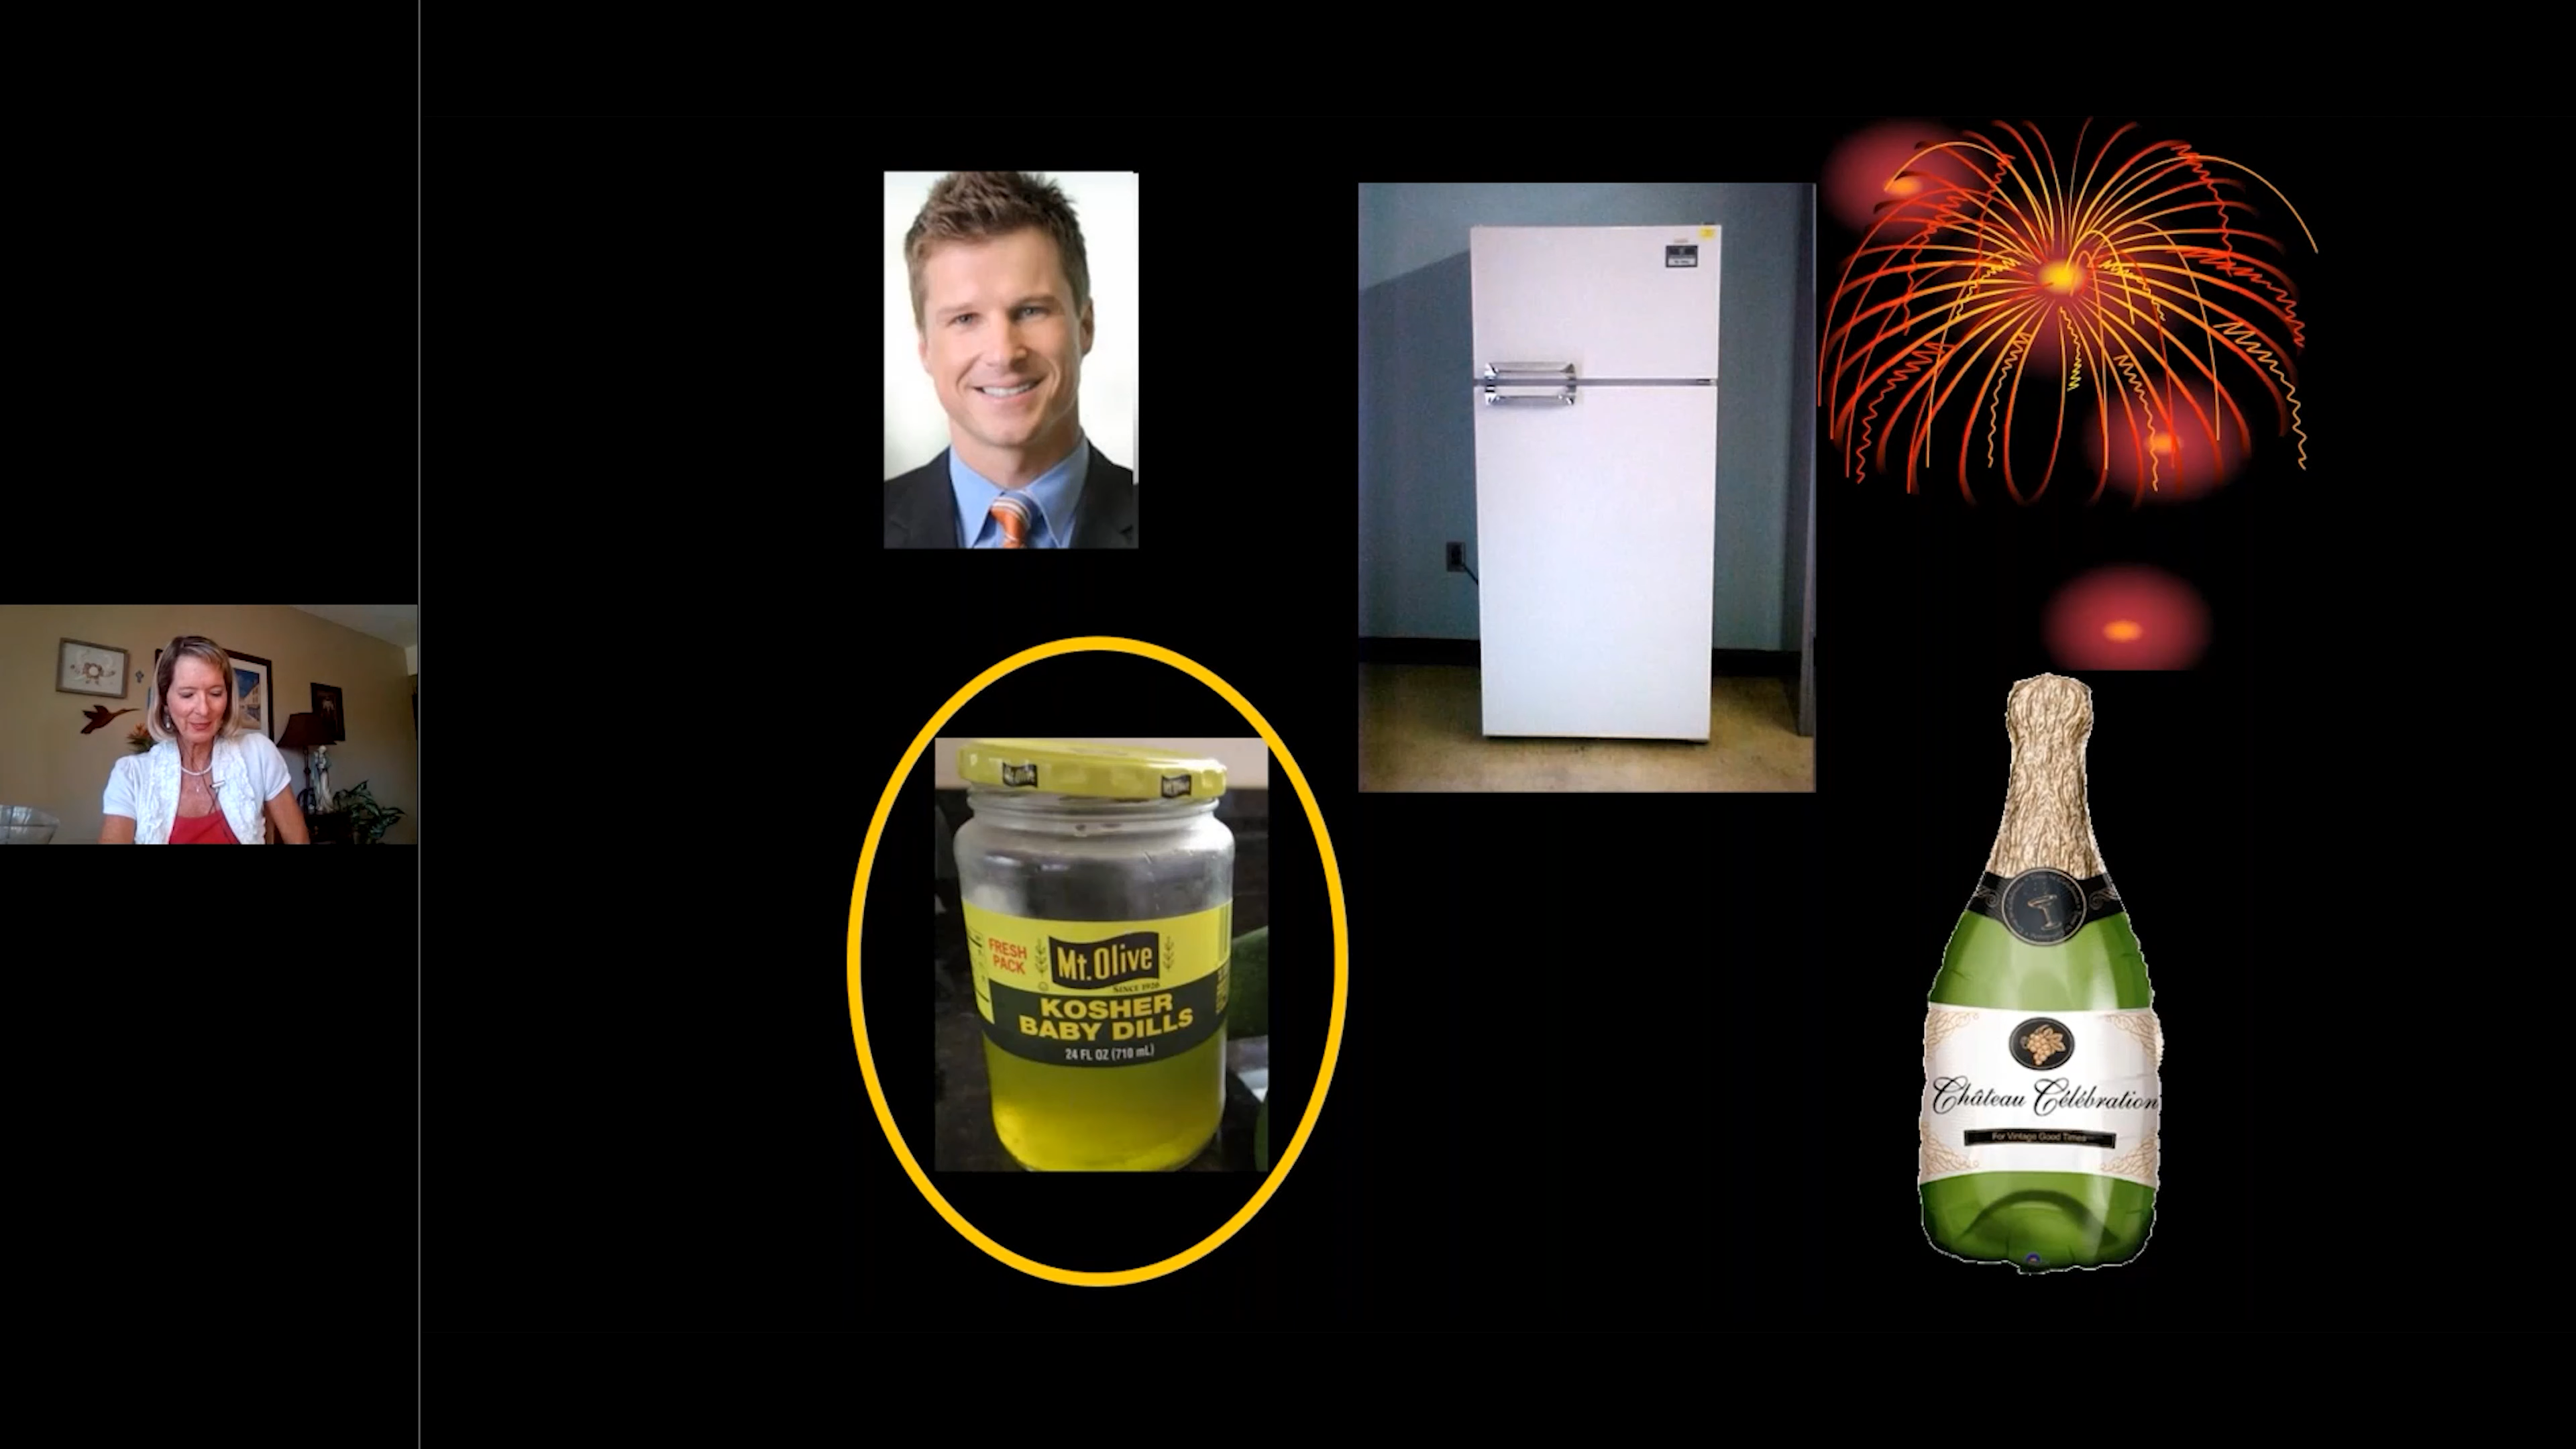 FRESH
PACK
Mt. Olive
SINCE 1926
KOSHER
BABY DILLS
24 FL OZ (710 mL)
Château Célébration
For Vintage Good Times